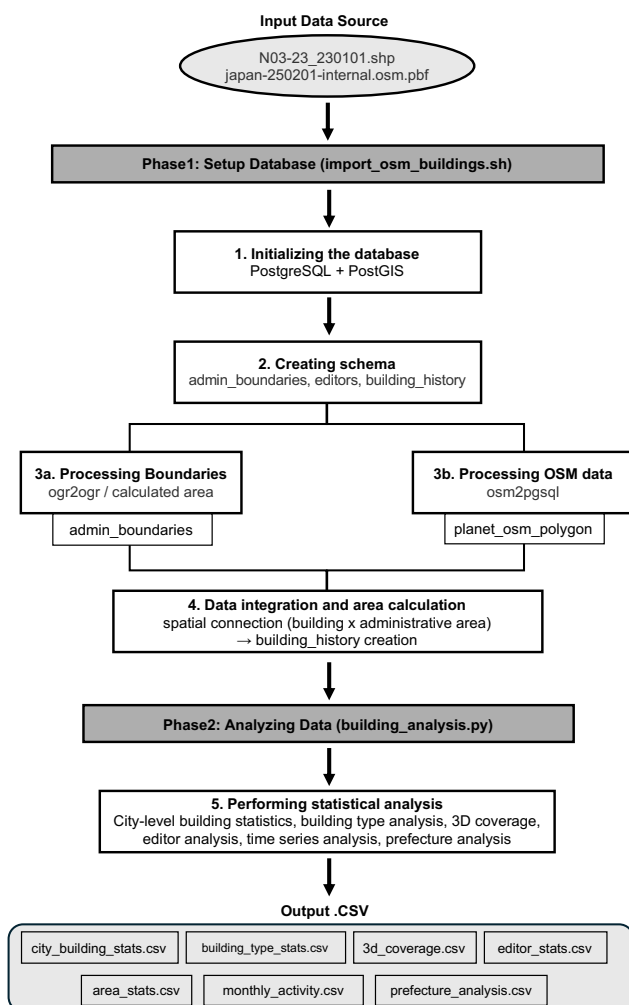 Input Data Source
N03-23_230101.shp
japan-250201-internal.osm.pbf
Phase1: Setup Database (import_osm_buildings.sh)
1. Initializing the database
PostgreSQL + PostGIS
2. Creating schema
admin_boundaries, editors, building_history
3a. Processing Boundaries
ogr2ogr / calculated area
admin_boundaries
3b. Processing OSM data
osm2pgsql
planet_osm_polygon
4. Data integration and area calculation
spatial connection (building x administrative area)
→ building_history creation
Phase2: Analyzing Data (building_analysis.py)
5. Performing statistical analysis
City-level building statistics, building type analysis, 3D coverage,
editor analysis, time series analysis, prefecture analysis
Output .CSV
city_building_stats.csv
building_type_stats.csv
3d_coverage.csv
editor_stats.csv
area_stats.csv
monthly_activity.csv
prefecture_analysis.csv